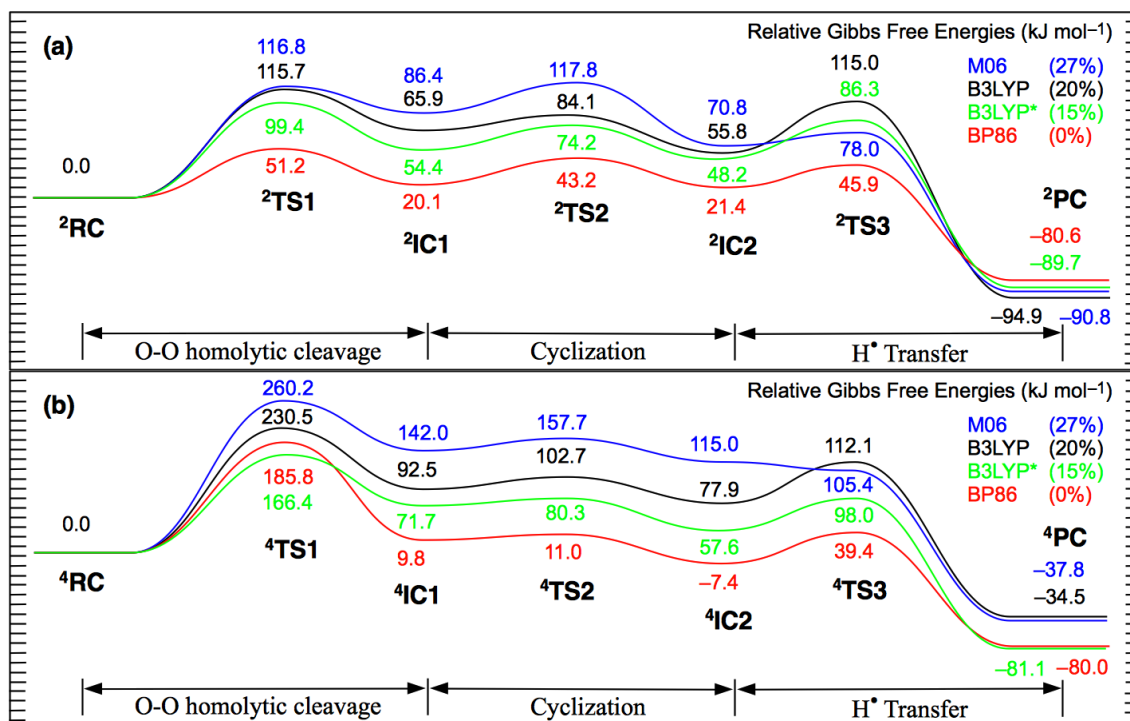 (a)
Relative Gibbs Free Energies (kJ mol⁻¹)
M06 (27%)
B3LYP (20%)
B3LYP* (15%)
BP86 (0%)
116.8
115.7
99.4
51.2
86.4
65.9
54.4
20.1
117.8
84.1
74.2
43.2
70.8
55.8
48.2
21.4
115.0
86.3
78.0
45.9
0.0
²RC
²TS1
²IC1
²TS2
²IC2
²TS3
²PC
−80.6
−89.7
−94.9 −90.8
O-O homolytic cleavage
Cyclization
H• Transfer
(b)
Relative Gibbs Free Energies (kJ mol⁻¹)
M06 (27%)
B3LYP (20%)
B3LYP* (15%)
BP86 (0%)
260.2
230.5
185.8
166.4
142.0
92.5
71.7
9.8
157.7
102.7
80.3
11.0
115.0
77.9
57.6
−7.4
112.1
105.4
98.0
39.4
0.0
⁴RC
⁴TS1
⁴IC1
⁴TS2
⁴IC2
⁴TS3
⁴PC
−37.8
−34.5
−81.1 −80.0
O-O homolytic cleavage
Cyclization
H• Transfer